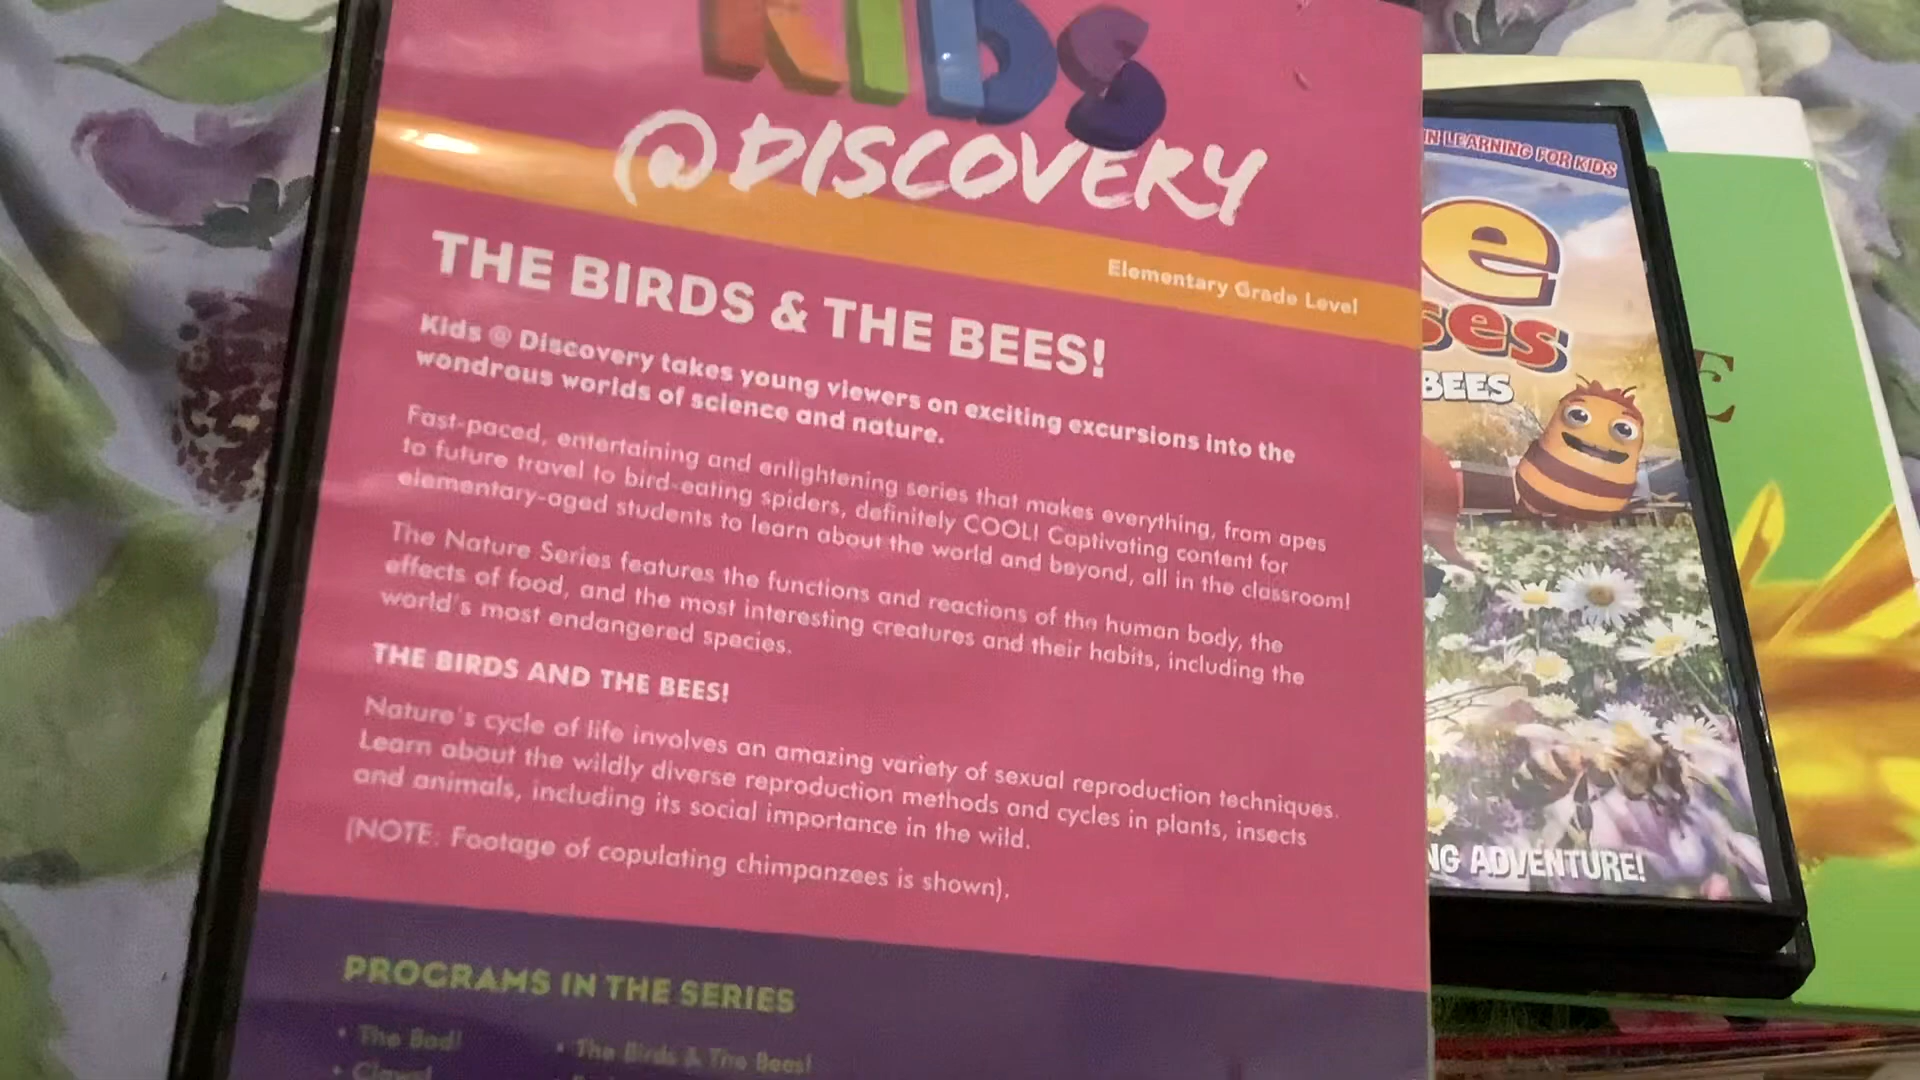 KIDS
@DISCOVERY
Elementary Grade Level
THE BIRDS & THE BEES!
Kids @ Discovery takes young viewers on exciting excursions into the
wondrous worlds of science and nature.
Fast-paced, entertaining and enlightening series that makes everything, from apes
to future travel to bird-eating spiders, definitely COOL! Captivating content for
elementary-aged students to learn about the world and beyond, all in the classroom!
The Nature Series features the functions and reactions of the human body, the
effects of food, and the most interesting creatures and their habits, including the
world's most endangered species.
THE BIRDS AND THE BEES!
Nature's cycle of life involves an amazing variety of sexual reproduction techniques.
Learn about the wildly diverse reproduction methods and cycles in plants, insects
and animals, including its social importance in the wild.
(NOTE: Footage of copulating chimpanzees is shown).
PROGRAMS IN THE SERIES
• The Bad!
• The Birds & The Bees!
• Claws!
IN LEARNING FOR KIDS
e
ses
BEES
NG ADVENTURE!
E